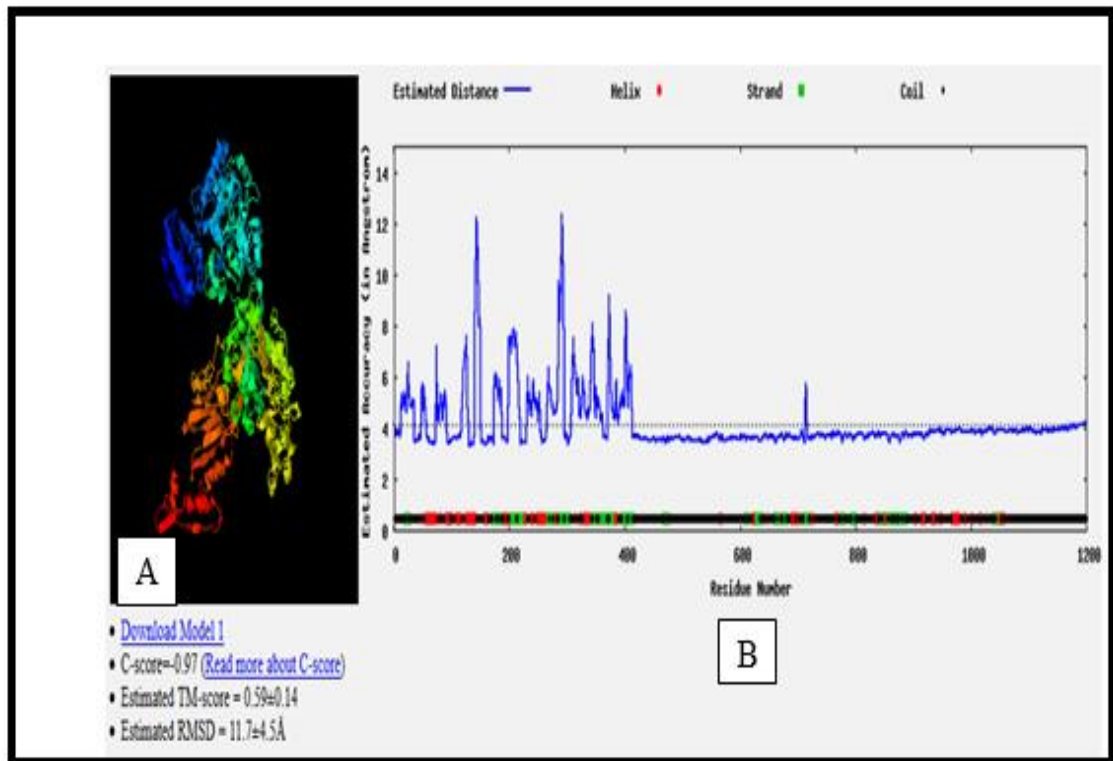 Estimated Distance Helix Strand Coil
Estimated Accuracy (in Angstrom)
14
12
10
8
6
4
2
0
0 200 400 600 800 1000 1200
Residue Number
A
B
• Download Model 1
• C-score=-0.97 (Read more about C-score)
• Estimated TM-score = 0.59±0.14
• Estimated RMSD = 11.7±4.5Å